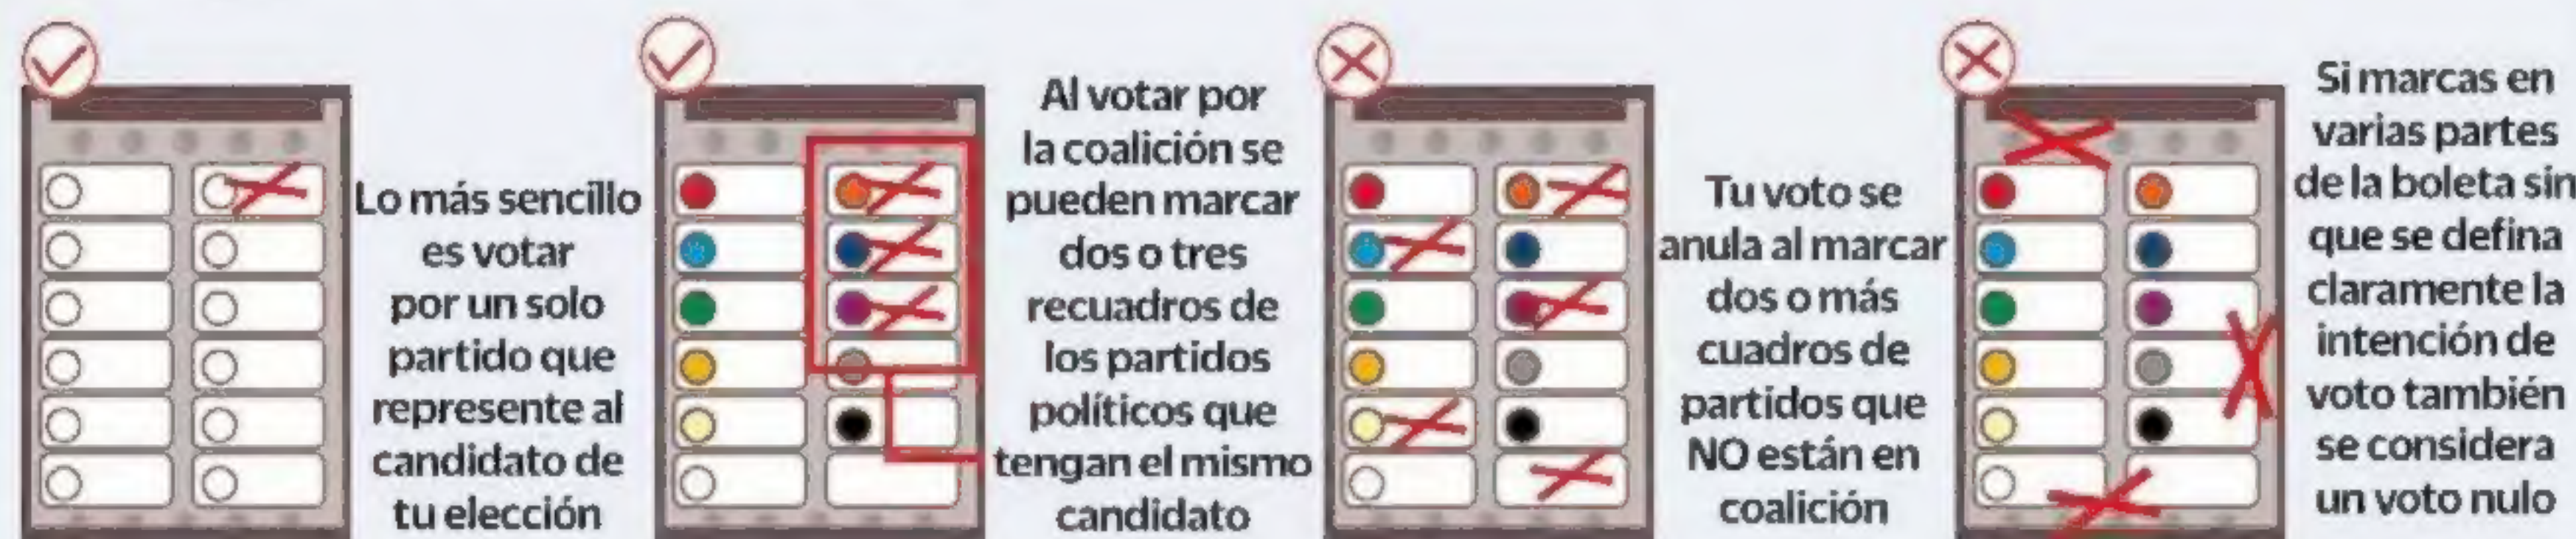 Lo más sencillo
es votar
por un solo
partido que
represente al
candidato de
tu elección
Al votar por
la coalición se
pueden marcar
dos o tres
recuadros de
los partidos
políticos que
tengan el mismo
candidato
Tu voto se
anula al marcar
dos o más
cuadros de
partidos que
NO están en
coalición
Si marcas en
varias partes
de la boleta sin
que se defina
claramente la
intención de
voto también
se considera
un voto nulo